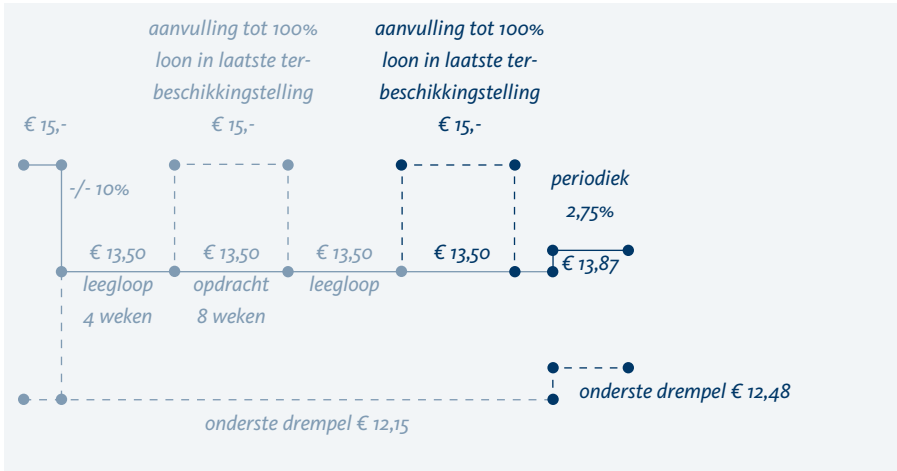 aanvulling tot 100%
loon in laatste ter-
beschikkingstelling
€ 15,-
aanvulling tot 100%
loon in laatste ter-
beschikkingstelling
€ 15,-
€ 15,-
-/- 10%
periodiek
2,75%
€ 13,50
leegloop
4 weken
€ 13,50
opdracht
8 weken
€ 13,50
leegloop
€ 13,50
€ 13,87
onderste drempel € 12,48
onderste drempel € 12,15